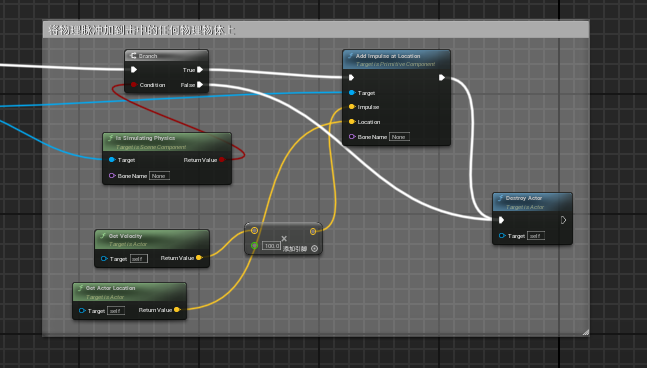 将物理脉冲加到击中的任何物理物体上
Branch
True
Condition
False
Add Impulse at Location
Target is Primitive Component
Target
Impulse
Location
Bone Name None
Is Simulating Physics
Target is Scene Component
Target Return Value
Bone Name None
Get Velocity
Target is Actor
Target self Return Value
×
100.0 添加引脚
Destroy Actor
Target is Actor
Target self
Get Actor Location
Target is Actor
Target self Return Value